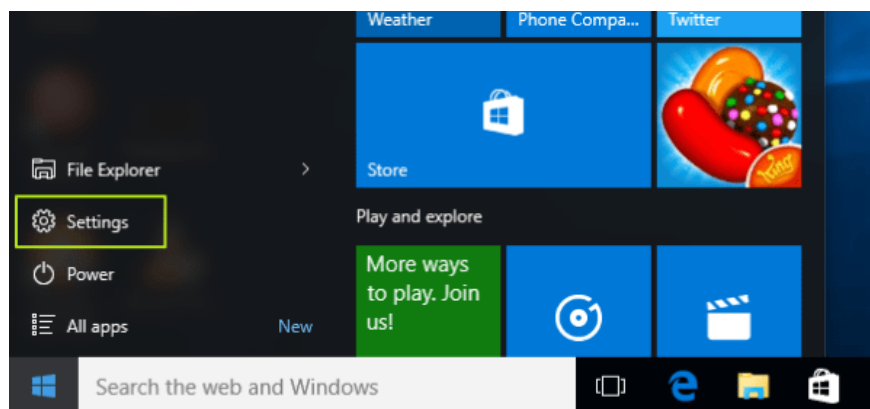 Weather
Phone Compa...
Twitter
Store
King
File Explorer
Settings
Power
All apps
New
Play and explore
More ways
to play. Join
us!
Search the web and Windows